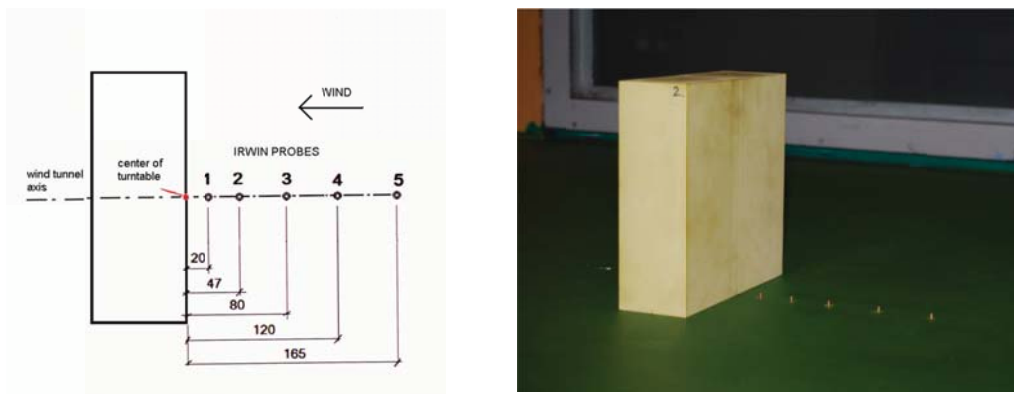 WIND
IRWIN PROBES
wind tunnel
axis
center of
turntable
1 2 3 4 5
20
47
80
120
165
2.